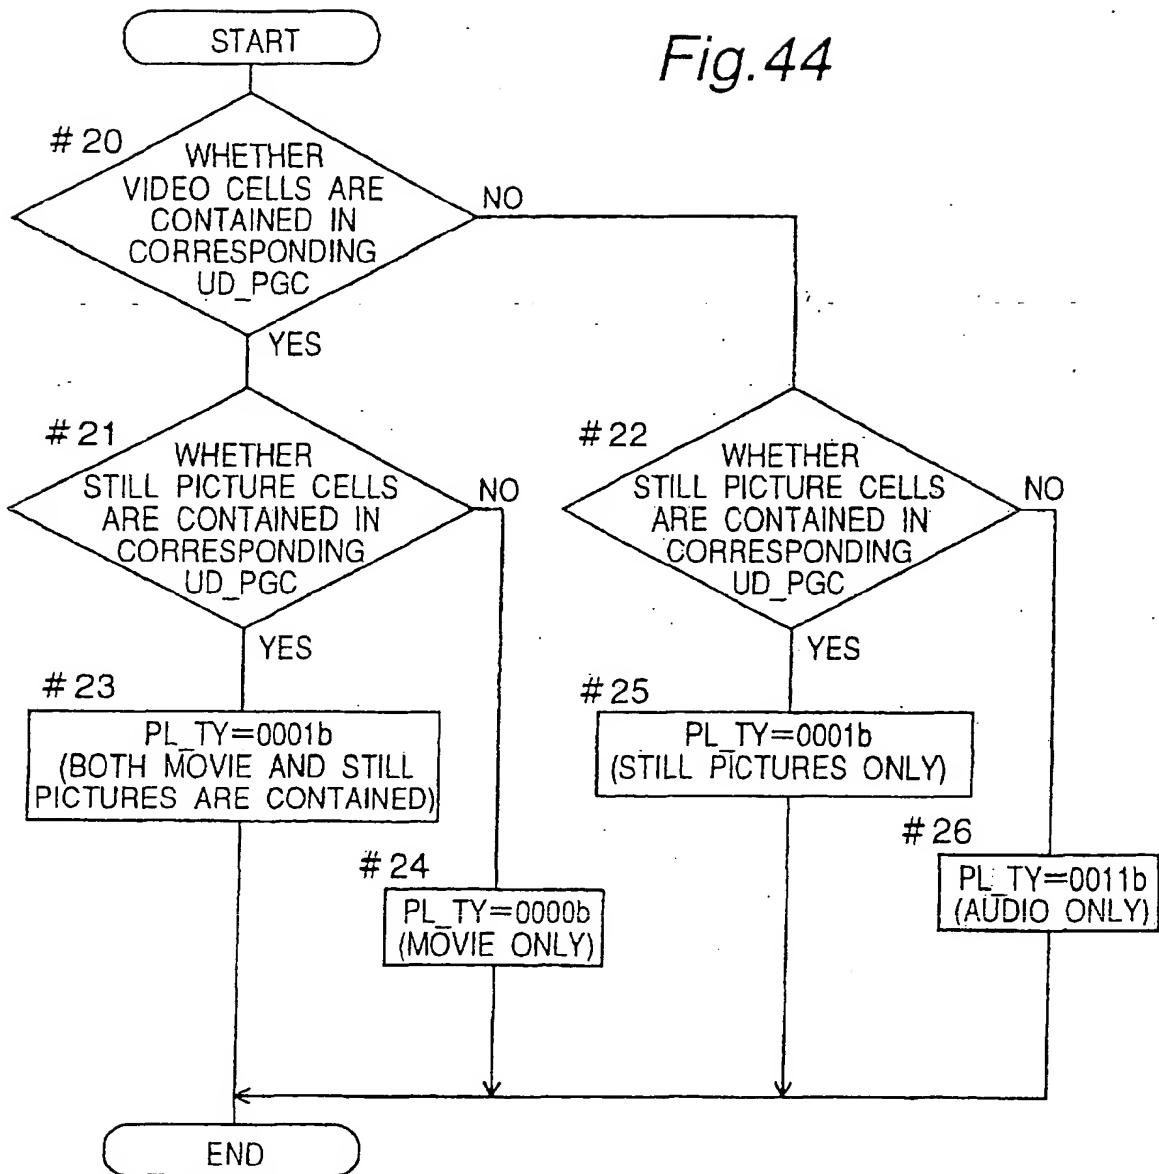 START
Fig.44
#20
WHETHER
VIDEO CELLS ARE
CONTAINED IN
CORRESPONDING
UD_PGC
NO
YES
#21
WHETHER
STILL PICTURE CELLS
ARE CONTAINED IN
CORRESPONDING
UD_PGC
NO
YES
#22
WHETHER
STILL PICTURE CELLS
ARE CONTAINED IN
CORRESPONDING
UD_PGC
NO
YES
#23
PL_TY=0001b
(BOTH MOVIE AND STILL
PICTURES ARE CONTAINED)
#25
PL_TY=0001b
(STILL PICTURES ONLY)
#24
PL_TY=0000b
(MOVIE ONLY)
#26
PL_TY=0011b
(AUDIO ONLY)
END